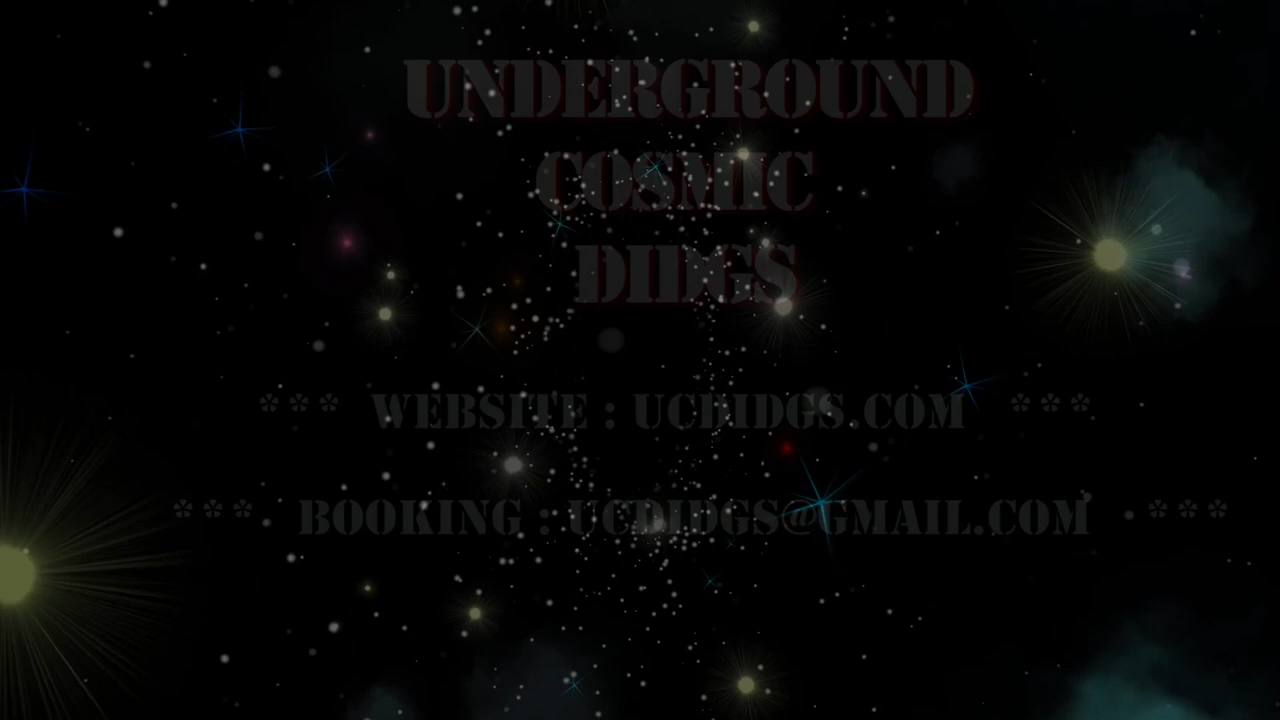 UNDERGROUND
COSMIC
DIDGS
*** WEBSITE : UCDIDGS.COM ***
*** BOOKING : UCDIDGS@GMAIL.COM ***